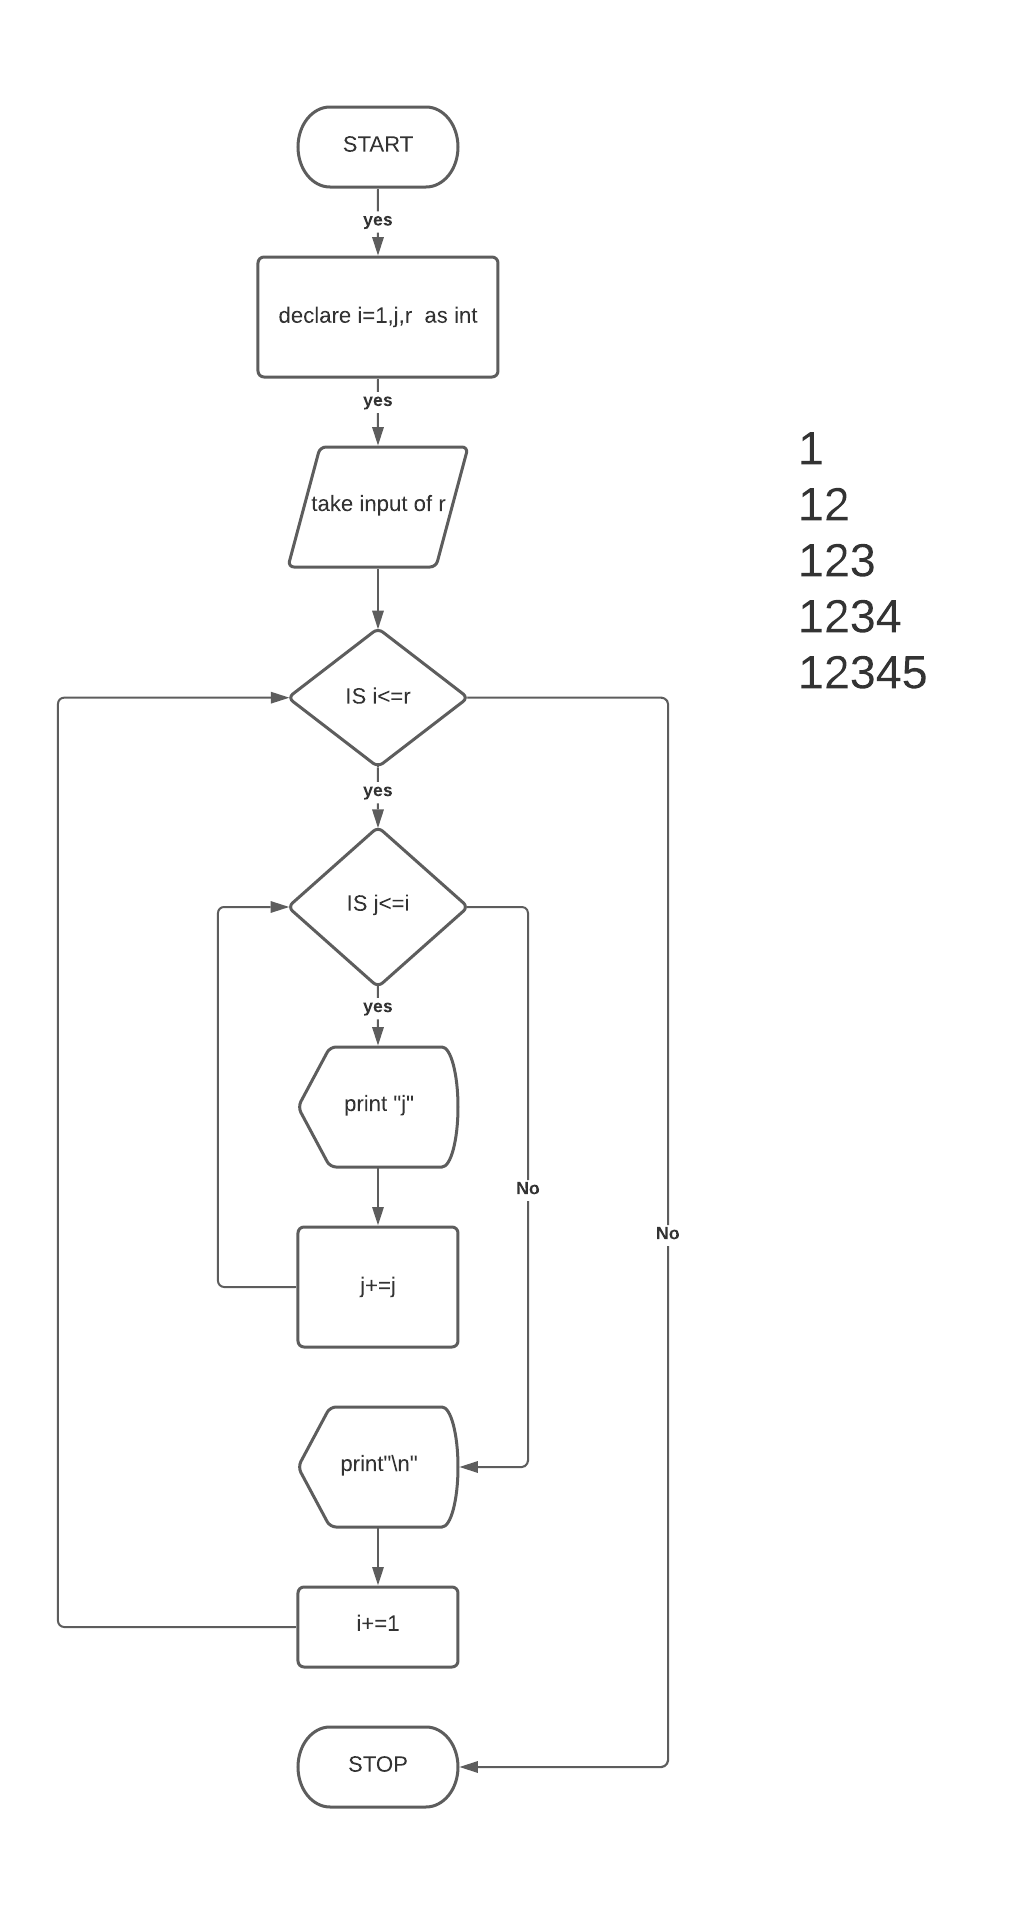 START
yes
declare i=1,j,r  as int
yes
take input of r
IS i<=r
yes
IS j<=i
yes
print "j"
No
j+=j
No
print"\n"
i+=1
STOP
1
12
123
1234
12345